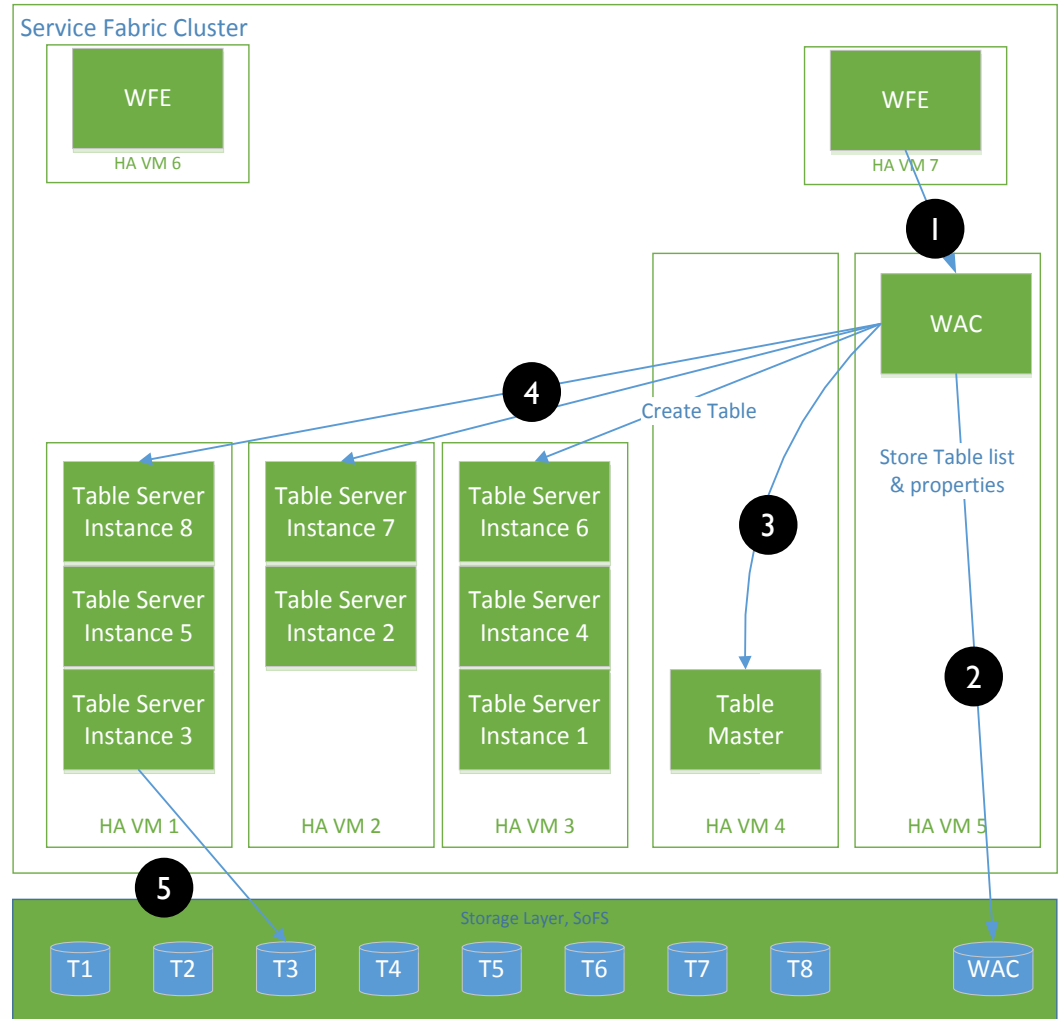 Service Fabric Cluster
WFE
HA VM 6
WFE
HA VM 7
1
WAC
4
Create Table
Store Table list
& properties
3
2
Table Server
Instance 8
Table Server
Instance 5
Table Server
Instance 3
HA VM 1
Table Server
Instance 7
Table Server
Instance 2
HA VM 2
Table Server
Instance 6
Table Server
Instance 4
Table Server
Instance 1
HA VM 3
Table
Master
HA VM 4
HA VM 5
5
Storage Layer, SoFS
T1
T2
T3
T4
T5
T6
T7
T8
WAC